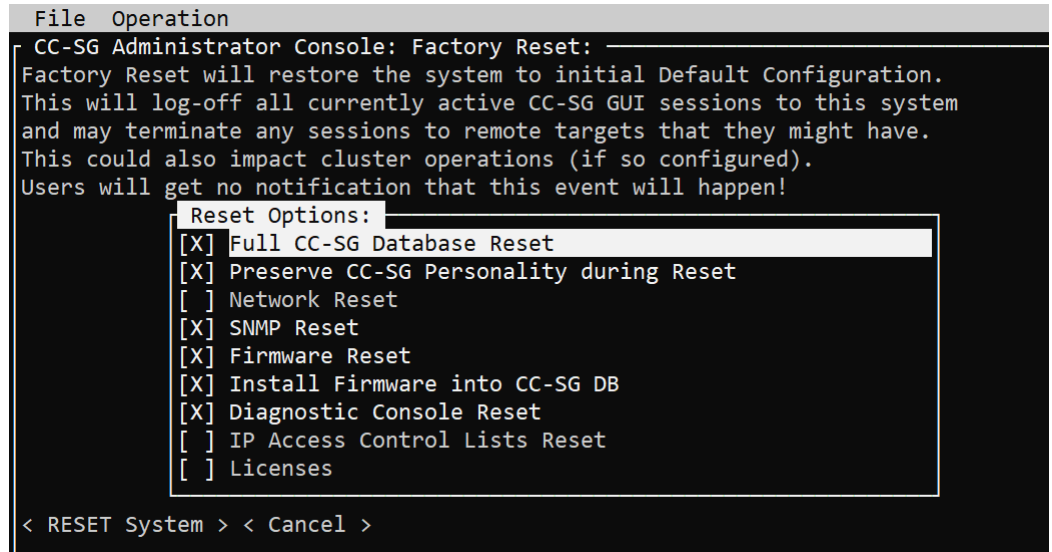 File Operation
CC-SG Administrator Console: Factory Reset:
Factory Reset will restore the system to initial Default Configuration.
This will log-off all currently active CC-SG GUI sessions to this system
and may terminate any sessions to remote targets that they might have.
This could also impact cluster operations (if so configured).
Users will get no notification that this event will happen!
Reset Options:
[X] Full CC-SG Database Reset
[X] Preserve CC-SG Personality during Reset
[ ] Network Reset
[X] SNMP Reset
[X] Firmware Reset
[X] Install Firmware into CC-SG DB
[X] Diagnostic Console Reset
[ ] IP Access Control Lists Reset
[ ] Licenses
< RESET System > < Cancel >